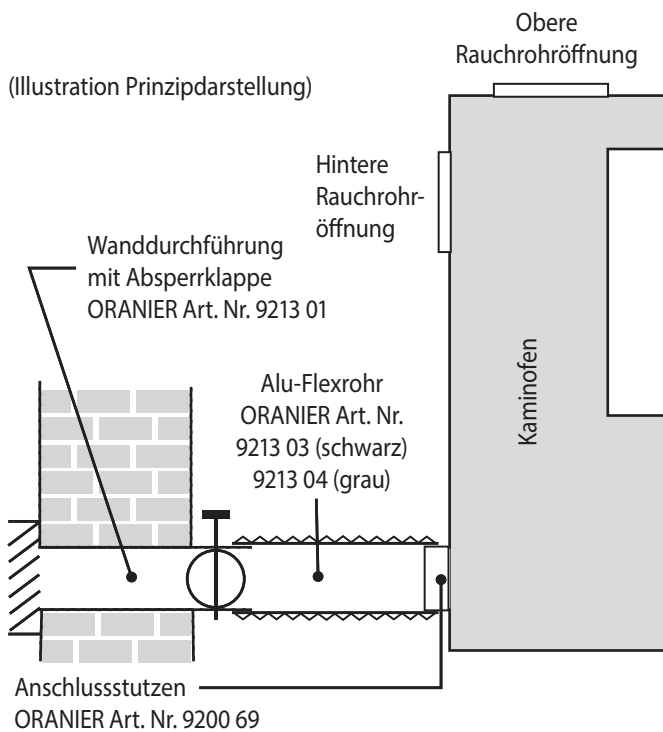 Obere
Rauchrohröffnung
(Illustration Prinzipdarstellung)
Hintere
Rauchrohr-
öffnung
Wanddurchführung
mit Absperrklappe
ORANIER Art. Nr. 9213 01
Kaminofen
Alu-Flexrohr
ORANIER Art. Nr.
9213 03 (schwarz)
9213 04 (grau)
Anschlussstutzen
ORANIER Art. Nr. 9200 69